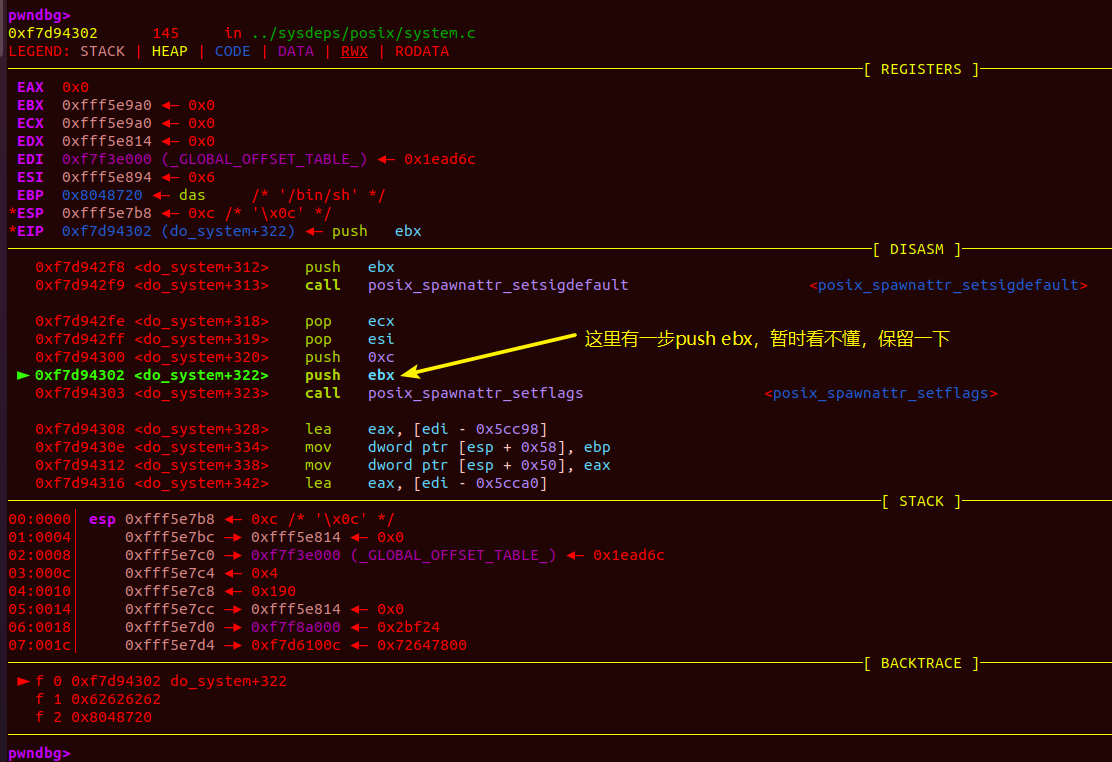 pwndbg>
0xf7d94302 145 in ../sysdeps/posix/system.c
LEGEND: STACK | HEAP | CODE | DATA | RWX | RODATA
[ REGISTERS ]
EAX 0x0
EBX 0xfff5e9a0 ◂— 0x0
ECX 0xfff5e9a0 ◂— 0x0
EDX 0xfff5e814 ◂— 0x0
EDI 0xf7f3e000 (_GLOBAL_OFFSET_TABLE_) ◂— 0x1ead6c
ESI 0xfff5e894 ◂— 0x6
EBP 0x8048720 ◂— das /* '/bin/sh' */
*ESP 0xfff5e7b8 ◂— 0xc /* '\x0c' */
*EIP 0xf7d94302 (do_system+322) ◂— push ebx
[ DISASM ]
0xf7d942f8 <do_system+312> push ebx
0xf7d942f9 <do_system+313> call posix_spawnattr_setsigdefault <posix_spawnattr_setsigdefault>
0xf7d942fe <do_system+318> pop ecx
0xf7d942ff <do_system+319> pop esi
这里有一步push ebx，暂时看不懂，保留一下
0xf7d94300 <do_system+320> push 0xc
► 0xf7d94302 <do_system+322> push ebx
0xf7d94303 <do_system+323> call posix_spawnattr_setflags <posix_spawnattr_setflags>
0xf7d94308 <do_system+328> lea eax, [edi - 0x5cc98]
0xf7d9430e <do_system+334> mov dword ptr [esp + 0x58], ebp
0xf7d94312 <do_system+338> mov dword ptr [esp + 0x50], eax
0xf7d94316 <do_system+342> lea eax, [edi - 0x5cca0]
[ STACK ]
00:0000│ esp 0xfff5e7b8 ◂— 0xc /* '\x0c' */
01:0004│ 0xfff5e7bc —▸ 0xfff5e814 ◂— 0x0
02:0008│ 0xfff5e7c0 —▸ 0xf7f3e000 (_GLOBAL_OFFSET_TABLE_) ◂— 0x1ead6c
03:000c│ 0xfff5e7c4 ◂— 0x4
04:0010│ 0xfff5e7c8 ◂— 0x190
05:0014│ 0xfff5e7cc —▸ 0xfff5e814 ◂— 0x0
06:0018│ 0xfff5e7d0 —▸ 0xf7f8a000 ◂— 0x2bf24
07:001c│ 0xfff5e7d4 —▸ 0xf7d6100c ◂— 0x72647800
[ BACKTRACE ]
► f 0 0xf7d94302 do_system+322
f 1 0x62626262
f 2 0x8048720
pwndbg>